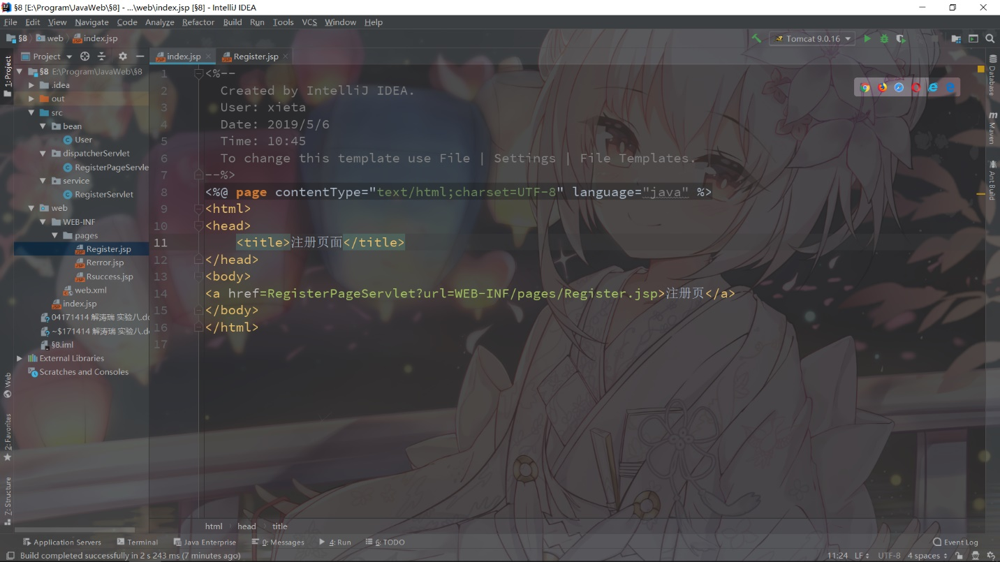 §8 [E:\Program\JavaWeb\§8] - ...\web\index.jsp [§8] - IntelliJ IDEA
File Edit View Navigate Code Analyze Refactor Build Run Tools VCS Window Help
§8 web index.jsp Tomcat 9.0.16
Project index.jsp Register.jsp
1: Project
§8 E:\Program\JavaWeb\§8
.idea
out
src
bean
User
dispatcherServlet
RegisterPageServle
service
RegisterServlet
web
WEB-INF
pages
Register.jsp
Rerror.jsp
Rsuccess.jsp
web.xml
index.jsp
04171414 解涛瑞 实验八.do
~$171414 解涛瑞 实验八.do
§8.iml
External Libraries
Scratches and Consoles
Web
2: Favorites
Z: Structure
1 <%--
2 Created by IntelliJ IDEA.
3 User: xieta
4 Date: 2019/5/6
5 Time: 10:45
6 To change this template use File | Settings | File Templates.
7 --%>
8 <%@ page contentType="text/html;charset=UTF-8" language="java" %>
9 <html>
10 <head>
11 <title>注册页面</title>
12 </head>
13 <body>
14 <a href=RegisterPageServlet?url=WEB-INF/pages/Register.jsp>注册页</a>
15 </body>
16 </html>
17
Database
Maven
Ant Build
html head title
Application Servers Terminal Java Enterprise 0: Messages 4: Run 6: TODO Event Log
Build completed successfully in 2 s 243 ms (7 minutes ago) 11:24 LF UTF-8 4 spaces